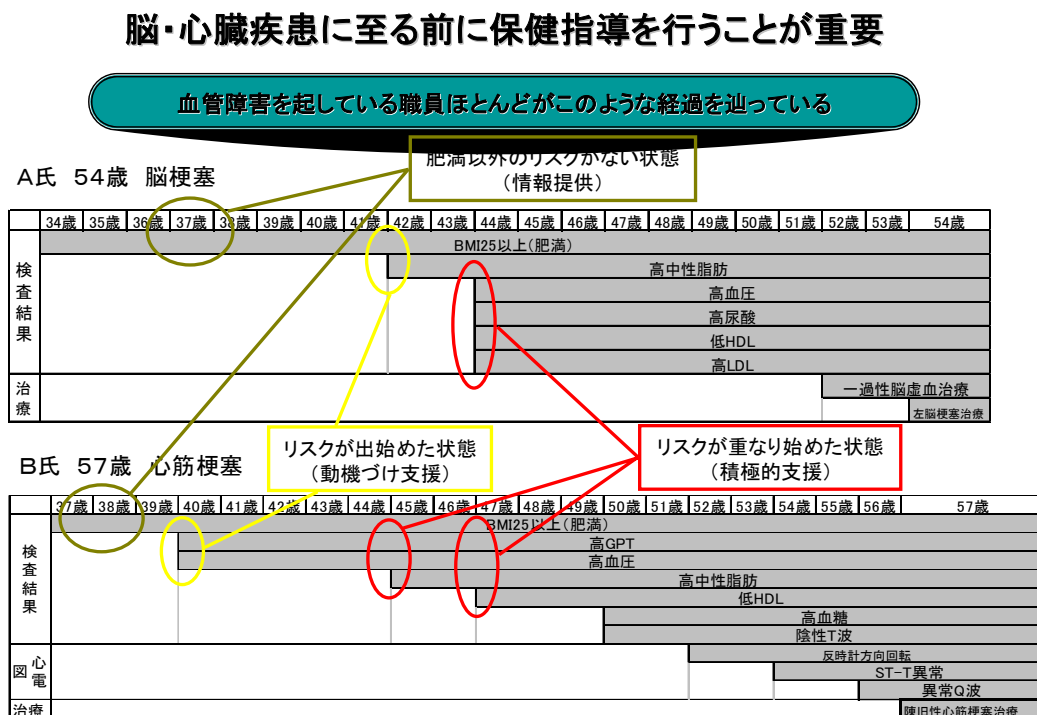 脳・心臓疾患に至る前に保健指導を行うことが重要
血管障害を起している職員ほとんどがこのような経過を辿っている
肥満以外のリスクがない状態
（情報提供）
A氏 54歳 脳梗塞
34歳 35歳 36歳 37歳 38歳 39歳 40歳 41歳 42歳 43歳 44歳 45歳 46歳 47歳 48歳 49歳 50歳 51歳 52歳 53歳 54歳
検査結果
BMI25以上（肥満）
高中性脂肪
高血圧
高尿酸
低HDL
高LDL
治療
一過性脳虚血治療
左脳梗塞治療
リスクが出始めた状態
（動機づけ支援）
リスクが重なり始めた状態
（積極的支援）
B氏 57歳 心筋梗塞
37歳 38歳 39歳 40歳 41歳 42歳 43歳 44歳 45歳 46歳 47歳 48歳 49歳 50歳 51歳 52歳 53歳 54歳 55歳 56歳 57歳
検査結果
BMI25以上（肥満）
高GPT
高血圧
高中性脂肪
低HDL
高血糖
陰性T波
心電図
反時計方向回転
ST-T異常
異常Q波
治療
陳旧性心筋梗塞治療